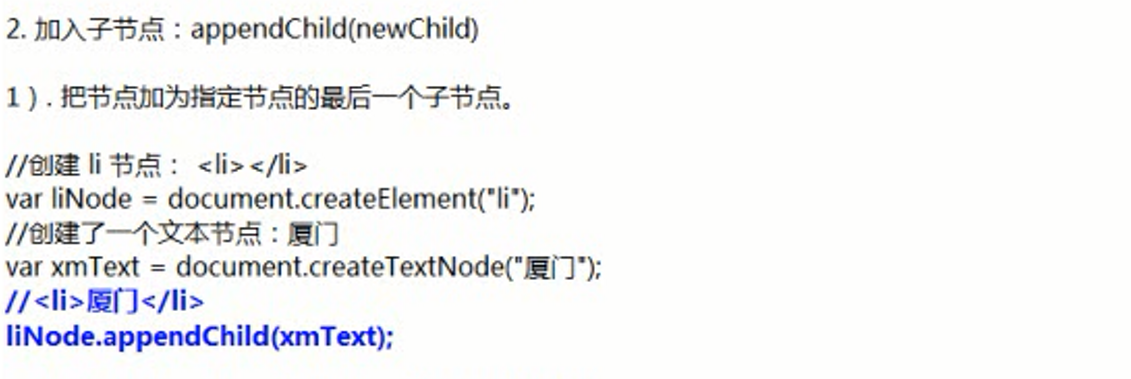 2. 加入子节点：appendChild(newChild)
1）. 把节点加为指定节点的最后一个子节点。
//创建 li 节点： <li></li>
var liNode = document.createElement("li");
//创建了一个文本节点：厦门
var xmText = document.createTextNode("厦门");
//<li>厦门</li>
liNode.appendChild(xmText);